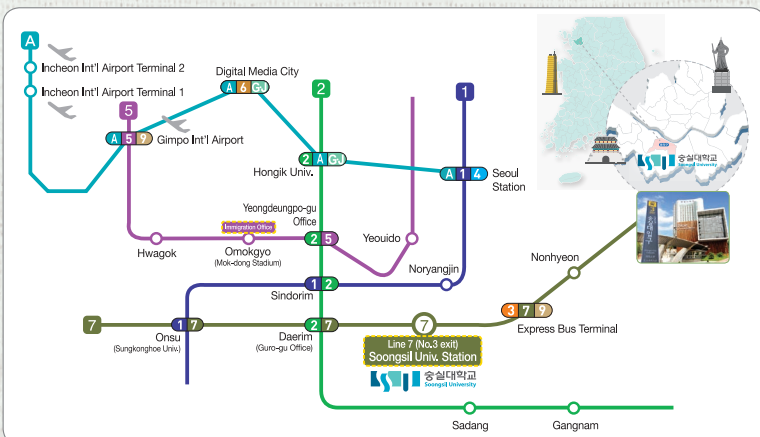 A
Incheon Int'l Airport Terminal 2
Incheon Int'l Airport Terminal 1
5
A 5 9
Gimpo Int'l Airport
Digital Media City
A 6 GJ
2
1
2 A GJ
Hongik Univ.
A 1 4
Seoul
Station
숭실대학교
Soongsil University
Yeongdeungpo-gu
Office
Immigration Office
2 5
Hwagok
Omokgyo
(Mok-dong Stadium)
Yeouido
Noryangjin
Nonhyeon
1 2
Sindorim
7
1 7
Onsu
(Sungkonghoe Univ.)
2 7
Daerim
(Guro-gu Office)
7
Line 7 (No.3 exit)
Soongsil Univ. Station
숭실대학교
Soongsil University
3 7 9
Express Bus Terminal
Sadang
Gangnam